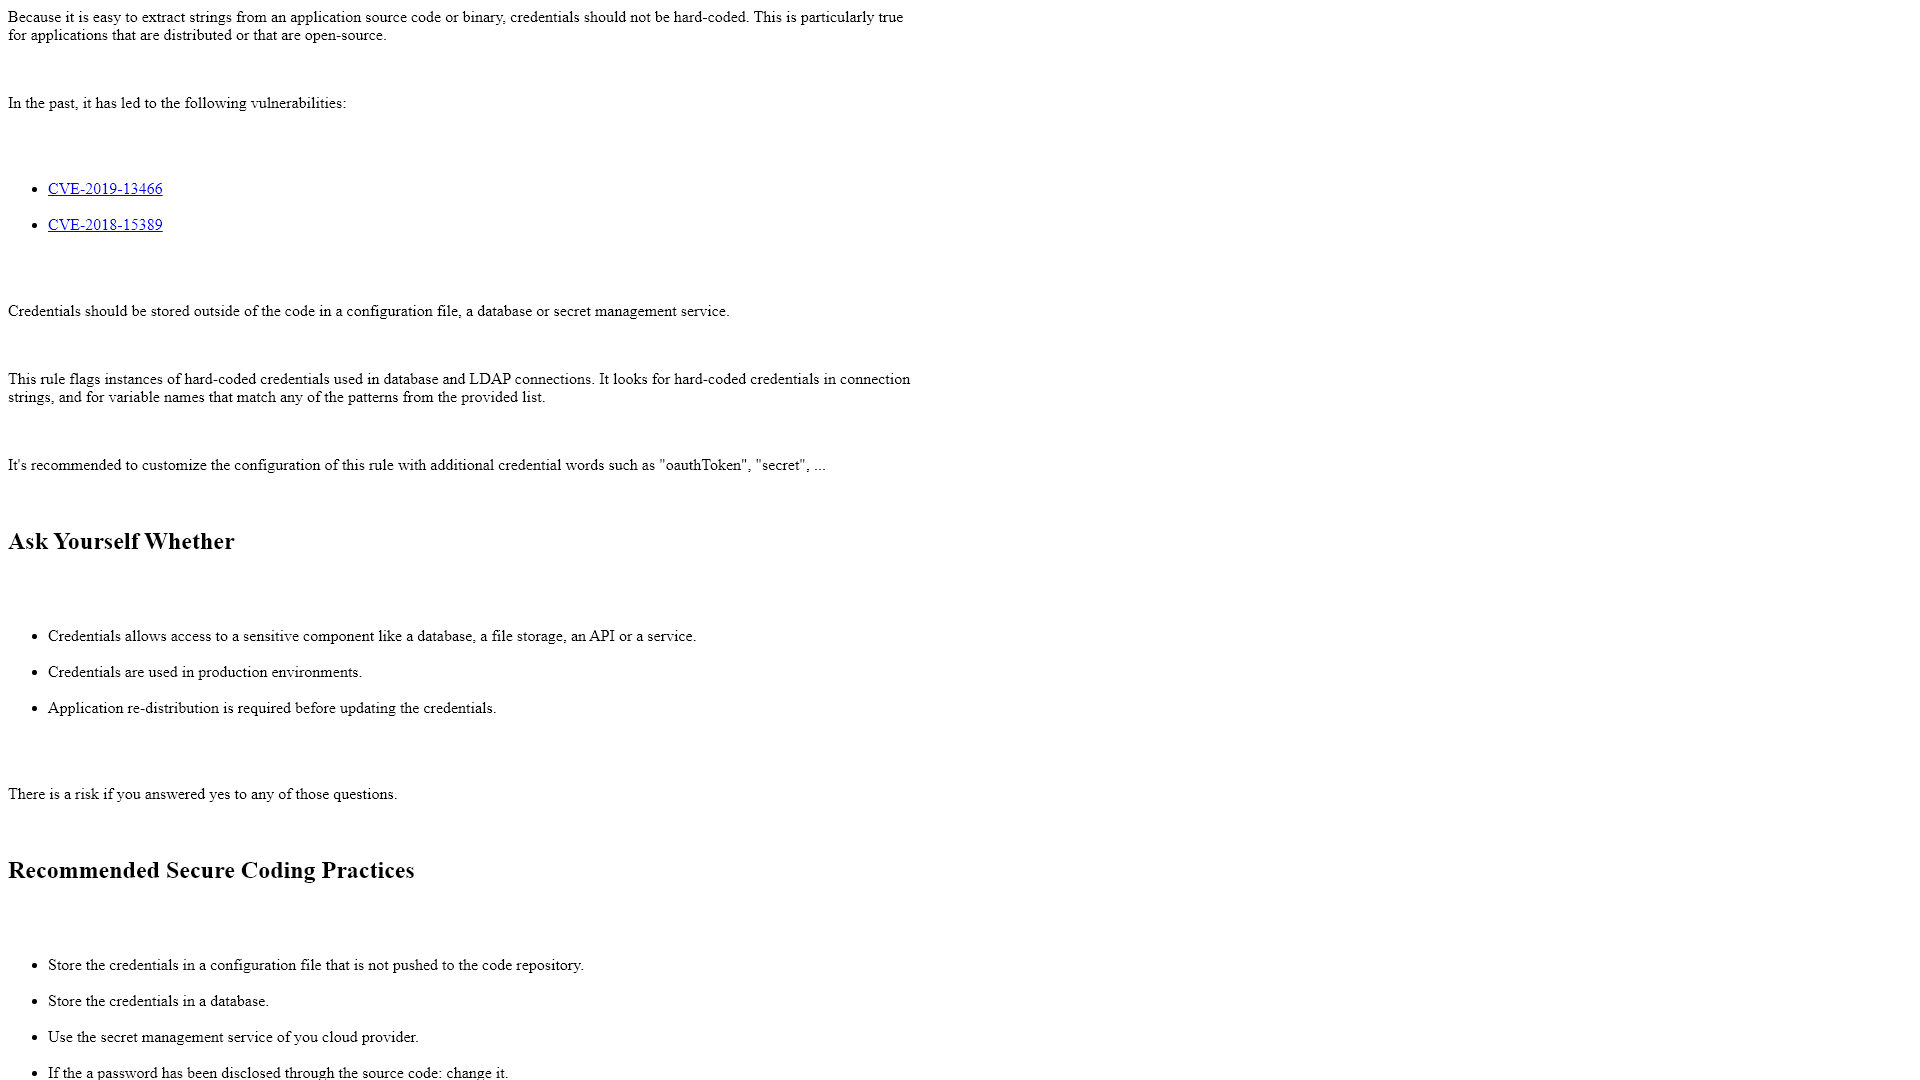 Because it is easy to extract strings from an application source code or binary, credentials should not be hard-coded. This is particularly true
for applications that are distributed or that are open-source.
In the past, it has led to the following vulnerabilities:
CVE-2019-13466
CVE-2018-15389
Credentials should be stored outside of the code in a configuration file, a database or secret management service.
This rule flags instances of hard-coded credentials used in database and LDAP connections. It looks for hard-coded credentials in connection
strings, and for variable names that match any of the patterns from the provided list.
It's recommended to customize the configuration of this rule with additional credential words such as "oauthToken", "secret", ...
Ask Yourself Whether
Credentials allows access to a sensitive component like a database, a file storage, an API or a service.
Credentials are used in production environments.
Application re-distribution is required before updating the credentials.
There is a risk if you answered yes to any of those questions.
Recommended Secure Coding Practices
Store the credentials in a configuration file that is not pushed to the code repository.
Store the credentials in a database.
Use the secret management service of you cloud provider.
If the a password has been disclosed through the source code: change it.